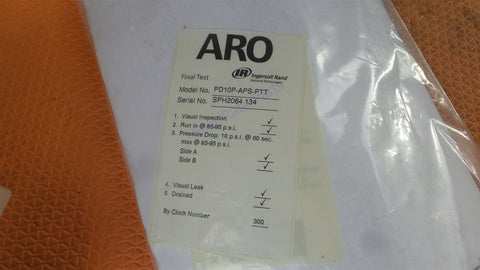 ARO
Final Test
IR Ingersoll Rand
Industrial Technologies
Model No. PD10P-APS-PTT
Serial No. SPH2064 134
1. Visual Inspection ✓
2. Run in @ 85-95 p.s.i. ✓
3. Pressure Drop: 10 p.s.i. @ 60 sec.
max @ 85-95 p.s.i.
Side A ✓
Side B ✓
4. Visual Leak ✓
5. Drained ✓
By Clock Number 300